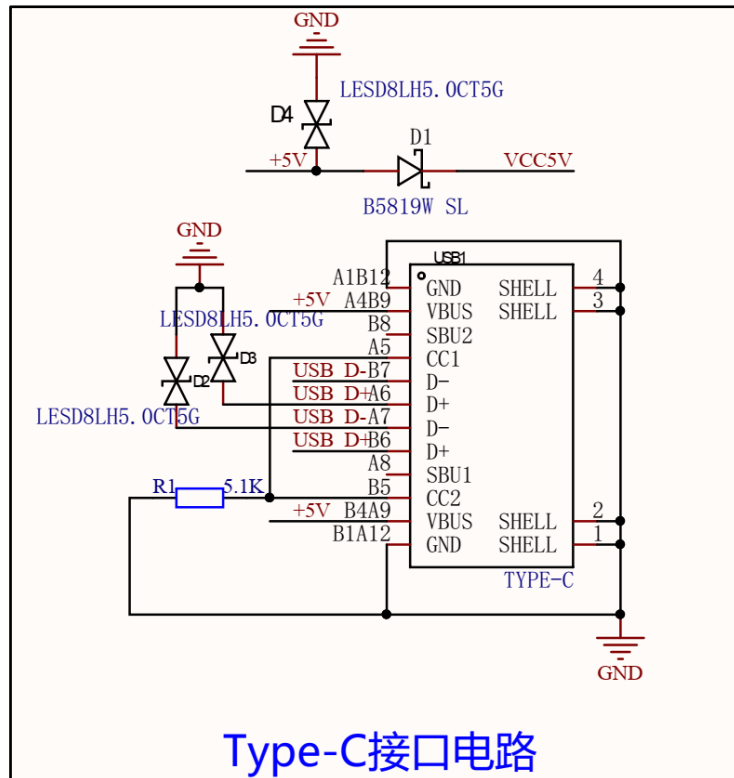 GND
LESD8LH5.0CT5G
D4
D1
+5V
VCC5V
B5819W SL
GND
USB1
A1B12
GND
SHELL
4
+5V
A4B9
VBUS
SHELL
3
LESD8LH5.0CT5G
B8
SBU2
D3
A5
CC1
USB D-
B7
D-
D2
USB D+
A6
D+
LESD8LH5.0CT5G
USB D-
A7
D-
USB D+
B6
D+
A8
SBU1
R1
5.1K
B5
CC2
+5V
B4A9
VBUS
SHELL
2
B1A12
GND
SHELL
1
TYPE-C
GND
Type-C接口电路